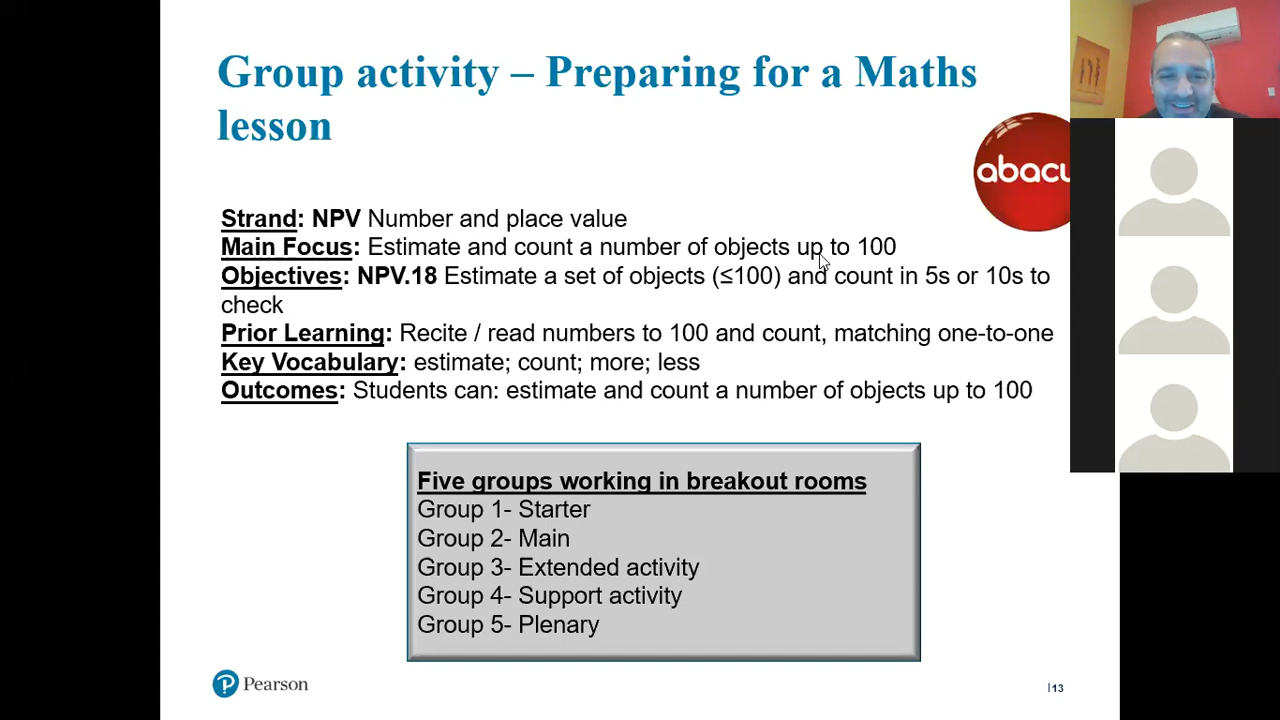 Group activity – Preparing for a Maths
lesson
abacu
Strand: NPV Number and place value
Main Focus: Estimate and count a number of objects up to 100
Objectives: NPV.18 Estimate a set of objects (≤100) and count in 5s or 10s to
check
Prior Learning: Recite / read numbers to 100 and count, matching one-to-one
Key Vocabulary: estimate; count; more; less
Outcomes: Students can: estimate and count a number of objects up to 100
Five groups working in breakout rooms
Group 1- Starter
Group 2- Main
Group 3- Extended activity
Group 4- Support activity
Group 5- Plenary
Pearson
13